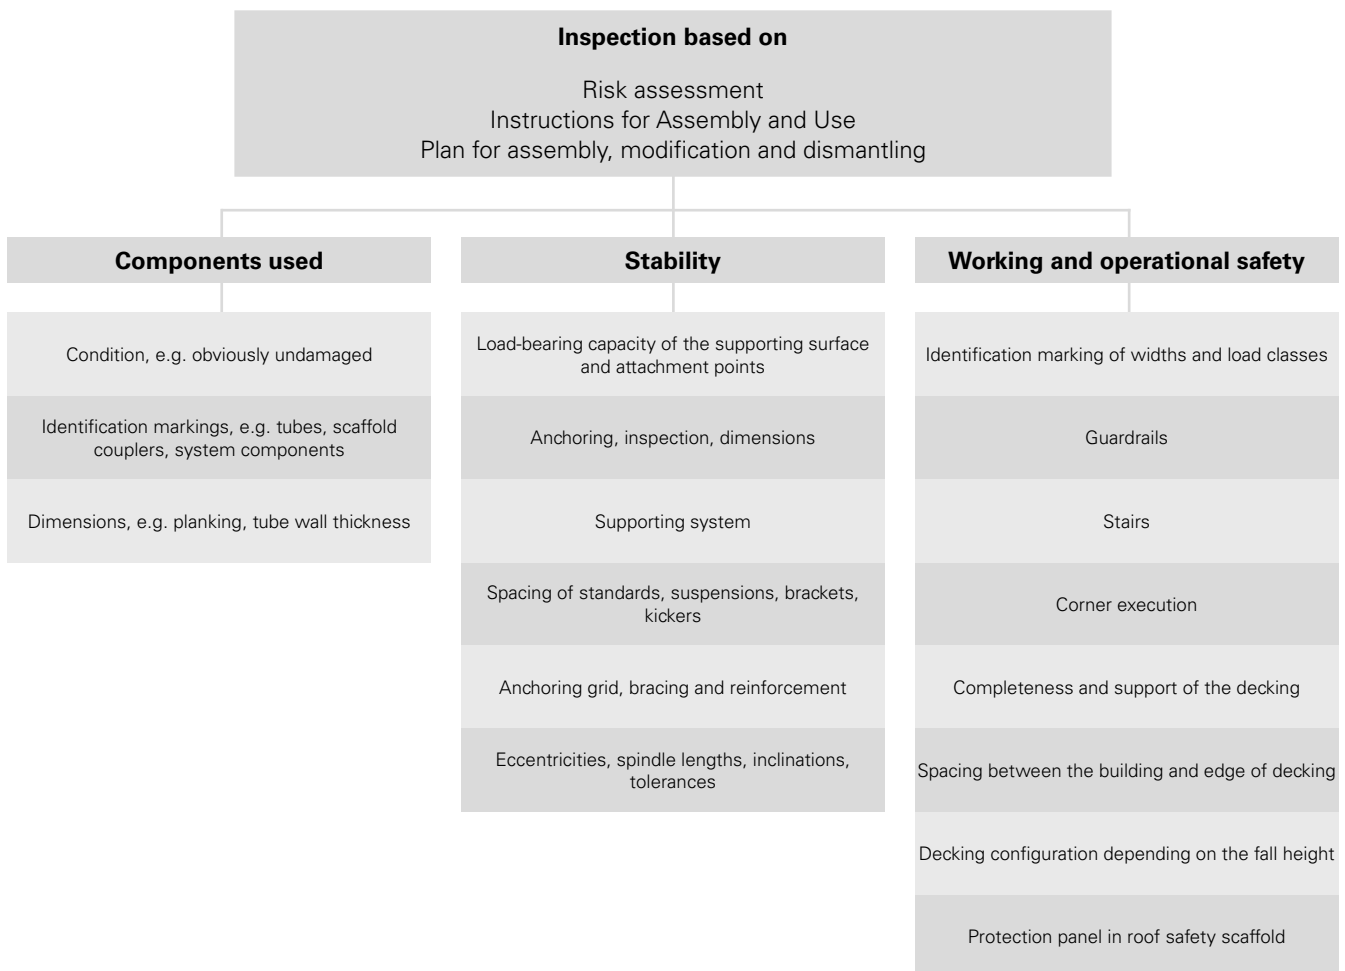 Inspection based on
Risk assessment
Instructions for Assembly and Use
Plan for assembly, modification and dismantling
Components used
Condition, e.g. obviously undamaged
Identification markings, e.g. tubes, scaffold
couplers, system components
Dimensions, e.g. planking, tube wall thickness
Stability
Load-bearing capacity of the supporting surface
and attachment points
Anchoring, inspection, dimensions
Supporting system
Spacing of standards, suspensions, brackets,
kickers
Anchoring grid, bracing and reinforcement
Eccentricities, spindle lengths, inclinations,
tolerances
Working and operational safety
Identification marking of widths and load classes
Guardrails
Stairs
Corner execution
Completeness and support of the decking
Spacing between the building and edge of decking
Decking configuration depending on the fall height
Protection panel in roof safety scaffold